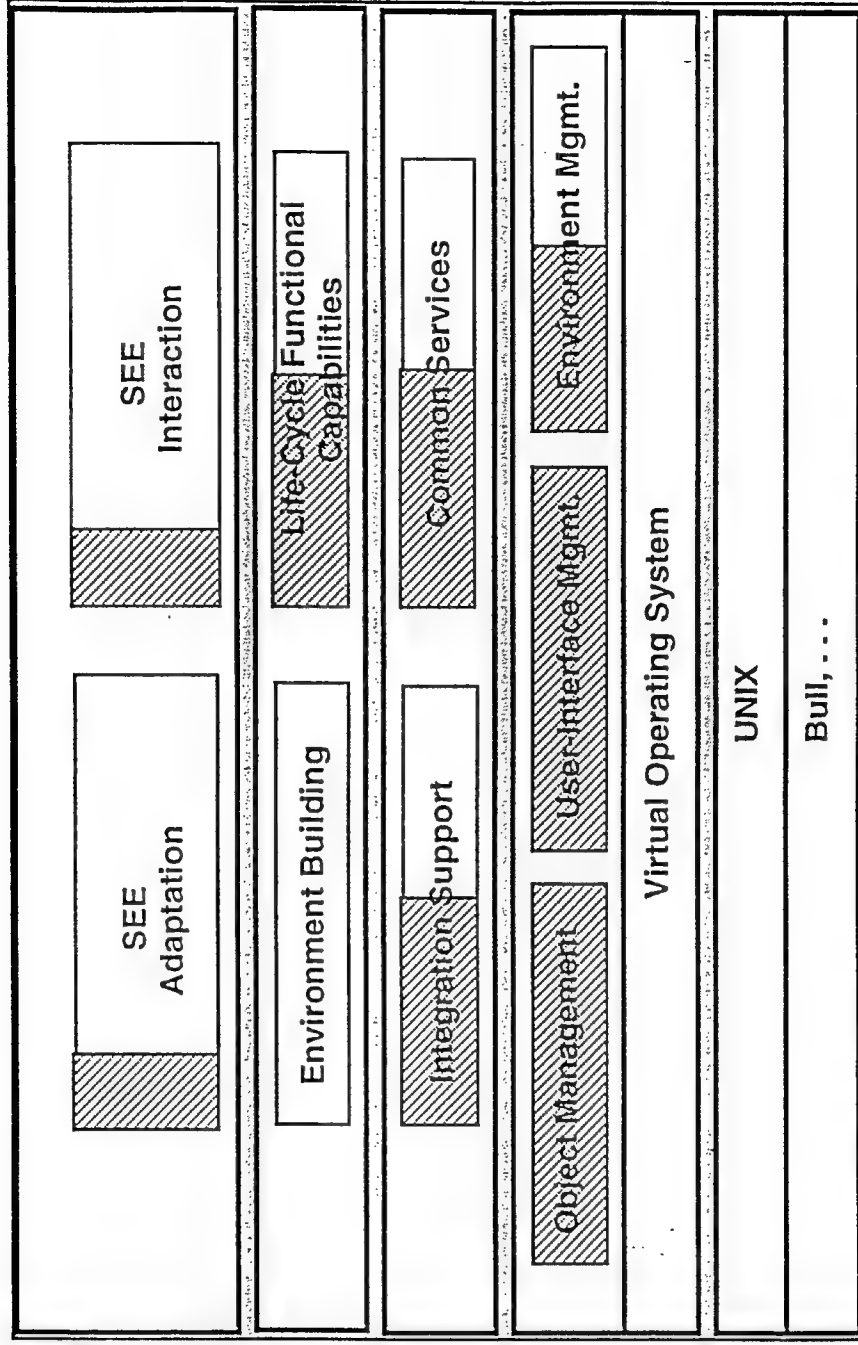 SEE
Adaptation
SEE
Interaction
Environment Building
Life-Cycle Functional
Capabilities
Integration Support
Common Services
Object Management
User-Interface Mgmt.
Environment Mgmt.
Virtual Operating System
UNIX
Bull, . . .